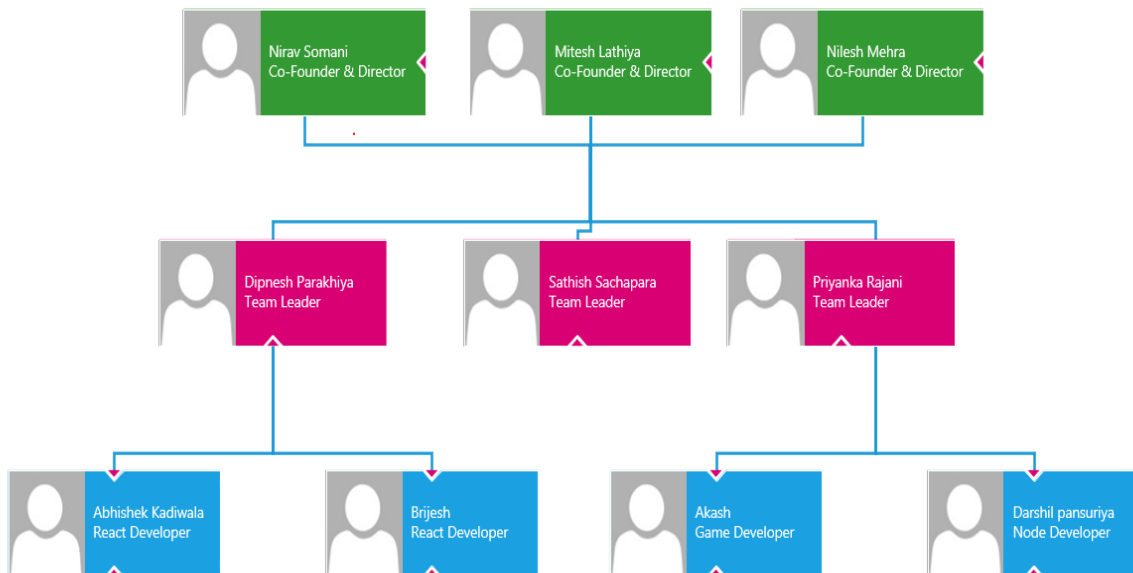 Nirav Somani
Co-Founder & Director
Mitesh Lathiya
Co-Founder & Director
Nilesh Mehra
Co-Founder & Director
Dipnesh Parakhiya
Team Leader
Sathish Sachapara
Team Leader
Priyanka Rajani
Team Leader
Abhishek Kadiwala
React Developer
Brijesh
React Developer
Akash
Game Developer
Darshil pansuriya
Node Developer